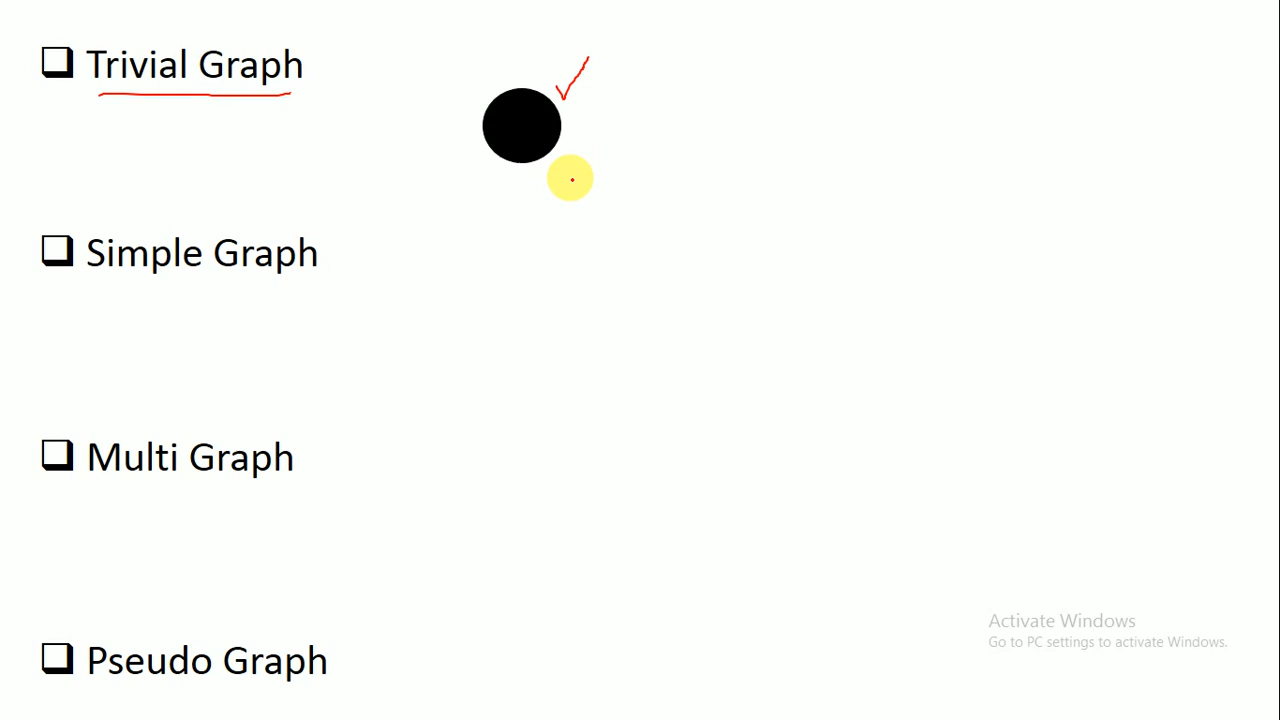 Trivial Graph
Simple Graph
Multi Graph
Pseudo Graph
Activate Windows
Go to PC settings to activate Windows.